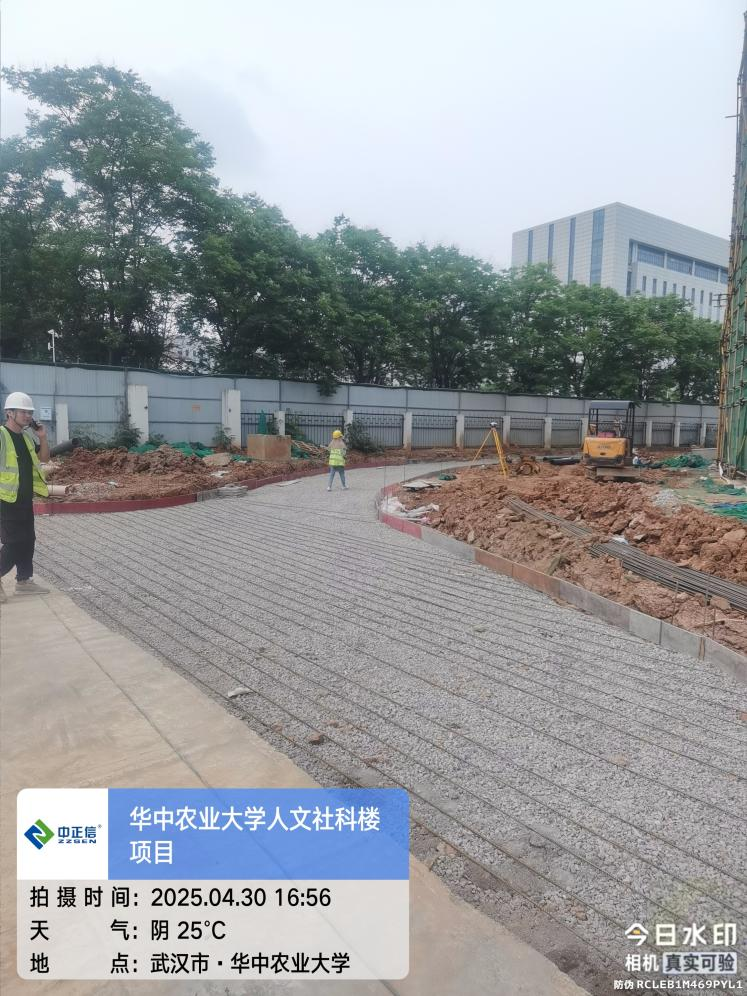 中正信®
ZZSEN
华中农业大学人文社科楼
项目
拍摄时间：2025.04.30 16:56
天气：阴 25℃
地点：武汉市·华中农业大学
今日水印
相机 真实可验
防伪 RCLEB1M469PYL1